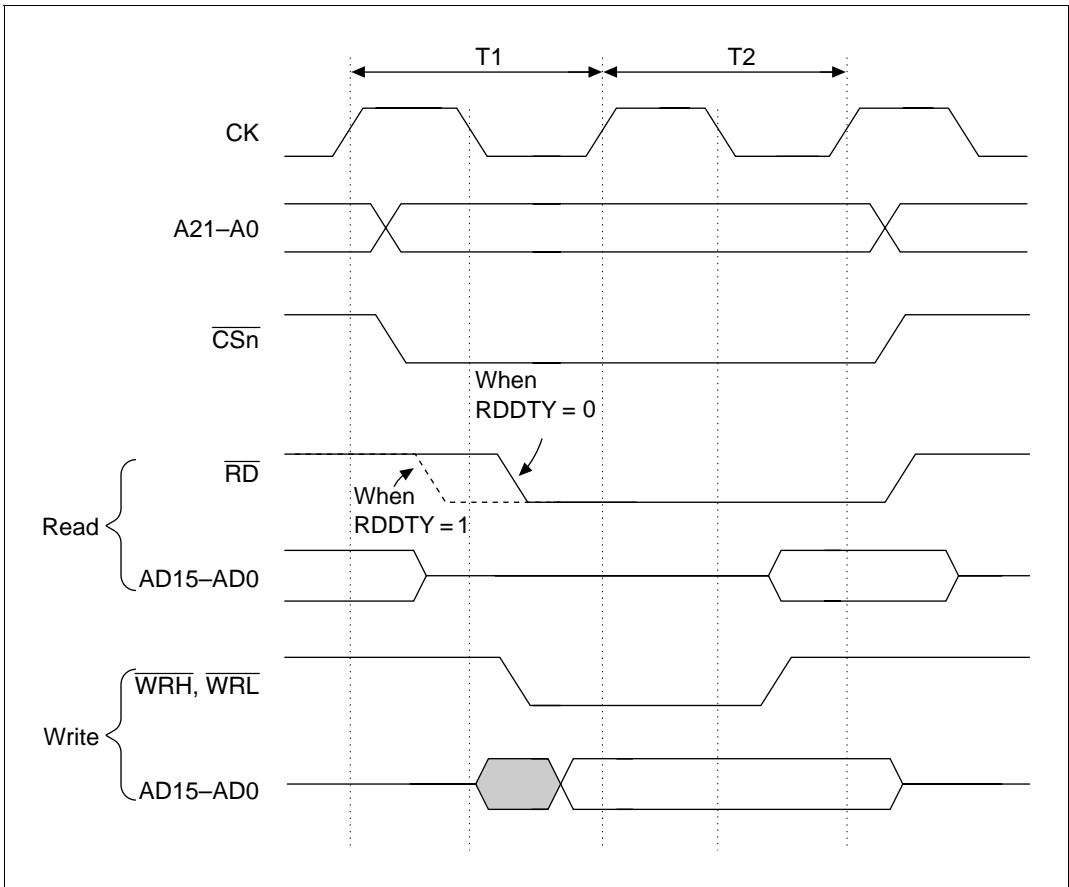 T1
T2
CK
A21–A0
CSn
When
RDDTY = 0
RD
When
RDDTY = 1
Read
AD15–AD0
WRH, WRL
Write
AD15–AD0